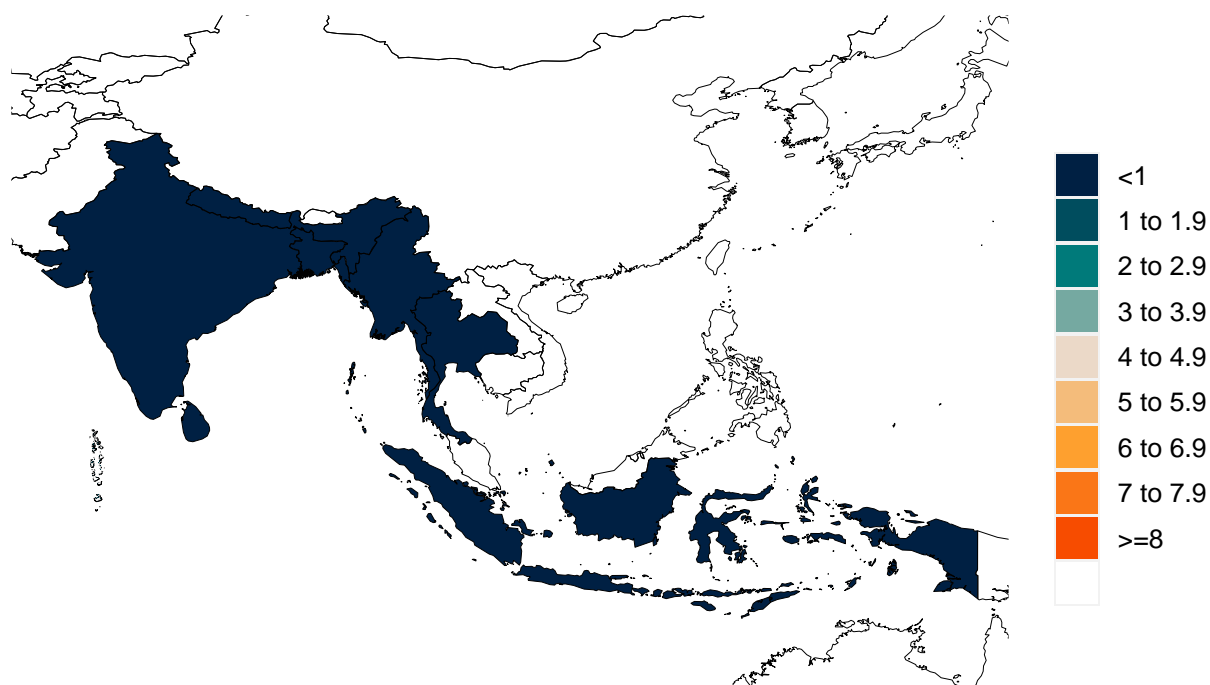 <1
1 to 1.9
2 to 2.9
3 to 3.9
4 to 4.9
5 to 5.9
6 to 6.9
7 to 7.9
>=8